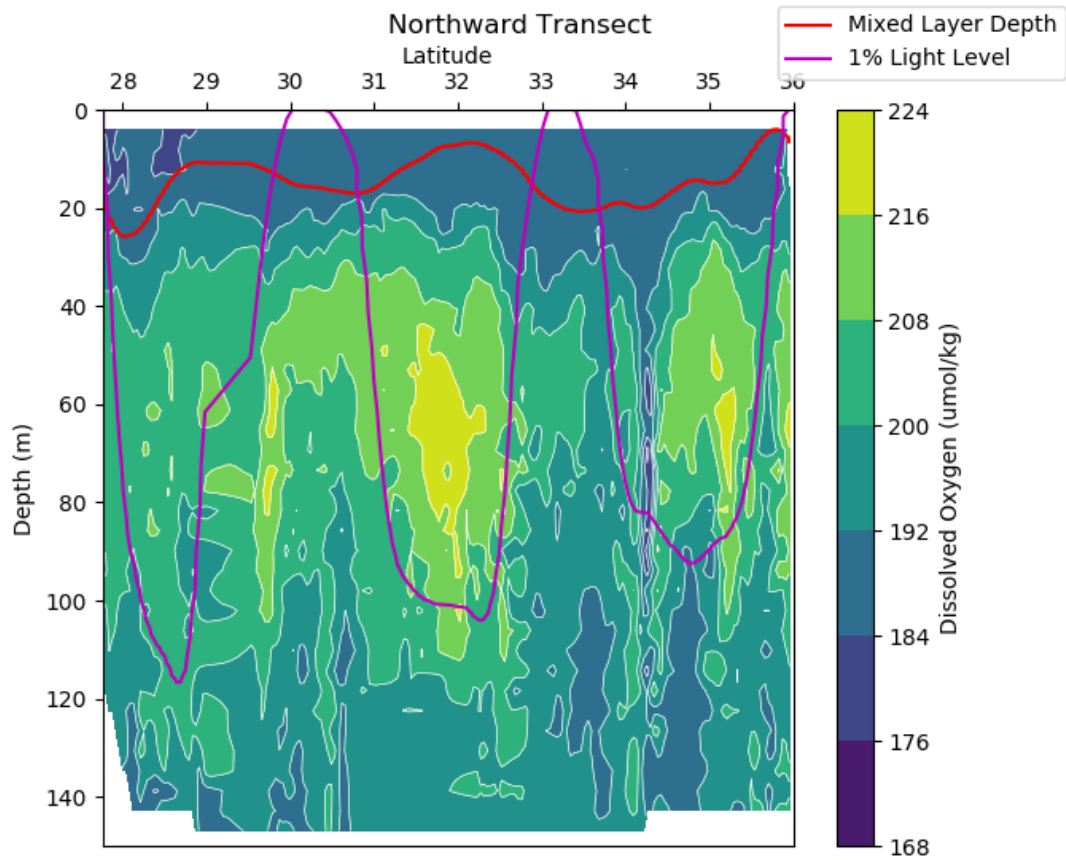 Northward Transect
Latitude
Mixed Layer Depth
1% Light Level
28 29 30 31 32 33 34 35 36
0
20
40
60
80
100
120
140
Depth (m)
224
216
208
200
192
184
176
168
Dissolved Oxygen (umol/kg)